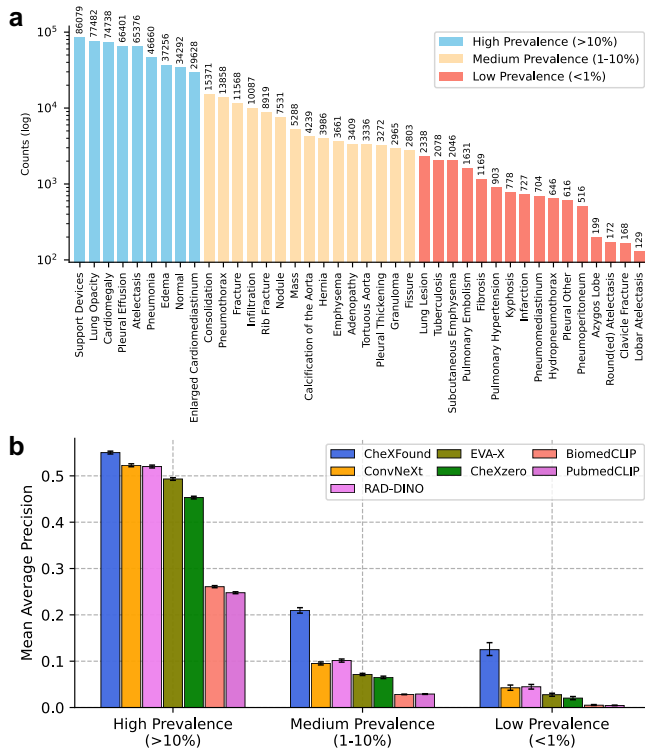 a
High Prevalence (>10%)
Medium Prevalence (1-10%)
Low Prevalence (<1%)
Counts (log)
10^5
10^4
10^3
10^2
86079
77482
74738
66401
65376
46660
37256
34292
29628
15371
13858
11568
10087
8919
7531
5288
4239
3986
3661
3409
3336
3272
2965
2803
2338
2078
2046
1631
1169
903
778
727
704
646
616
516
199
172
168
129
Support Devices
Lung Opacity
Cardiomegaly
Pleural Effusion
Atelectasis
Pneumonia
Edema
Normal
Enlarged Cardiomediastinum
Consolidation
Pneumothorax
Fracture
Infiltration
Rib Fracture
Nodule
Mass
Calcification of the Aorta
Hernia
Emphysema
Adenopathy
Tortuous Aorta
Pleural Thickening
Granuloma
Fissure
Lung Lesion
Tuberculosis
Subcutaneous Emphysema
Pulmonary Embolism
Fibrosis
Pulmonary Hypertension
Kyphosis
Infarction
Pneumomediastinum
Hydropneumothorax
Pleural Other
Pneumoperitoneum
Azygos Lobe
Round(ed) Atelectasis
Clavicle Fracture
Lobar Atelectasis
b
CheXFound
ConvNeXt
RAD-DINO
EVA-X
CheXzero
BiomedCLIP
PubmedCLIP
Mean Average Precision
0.5
0.4
0.3
0.2
0.1
0.0
High Prevalence
(>10%)
Medium Prevalence
(1-10%)
Low Prevalence
(<1%)